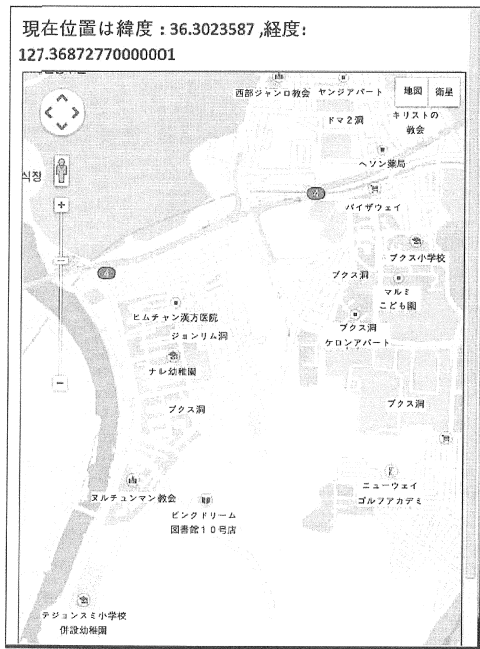 現在位置は緯度：36.3023587 ,経度:
127.36872770000001
西部ジャンロ教会
ヤンジアパート
地図
衛星
ドマ２洞
キリストの
教会
ヘソン薬局
식장
4
バイザウェイ
ブクス小学校
4
ブクス洞
マルミ
こども園
ヒムチャン漢方医院
ジョンリム洞
ブクス洞
ケロンアパート
ナレ幼稚園
ブクス洞
ブクス洞
ヌルチュンマン教会
ピンクドリーム
図書館１０号店
ニューウェイ
ゴルフアカデミ
テジョンスミ小学校
併設幼稚園